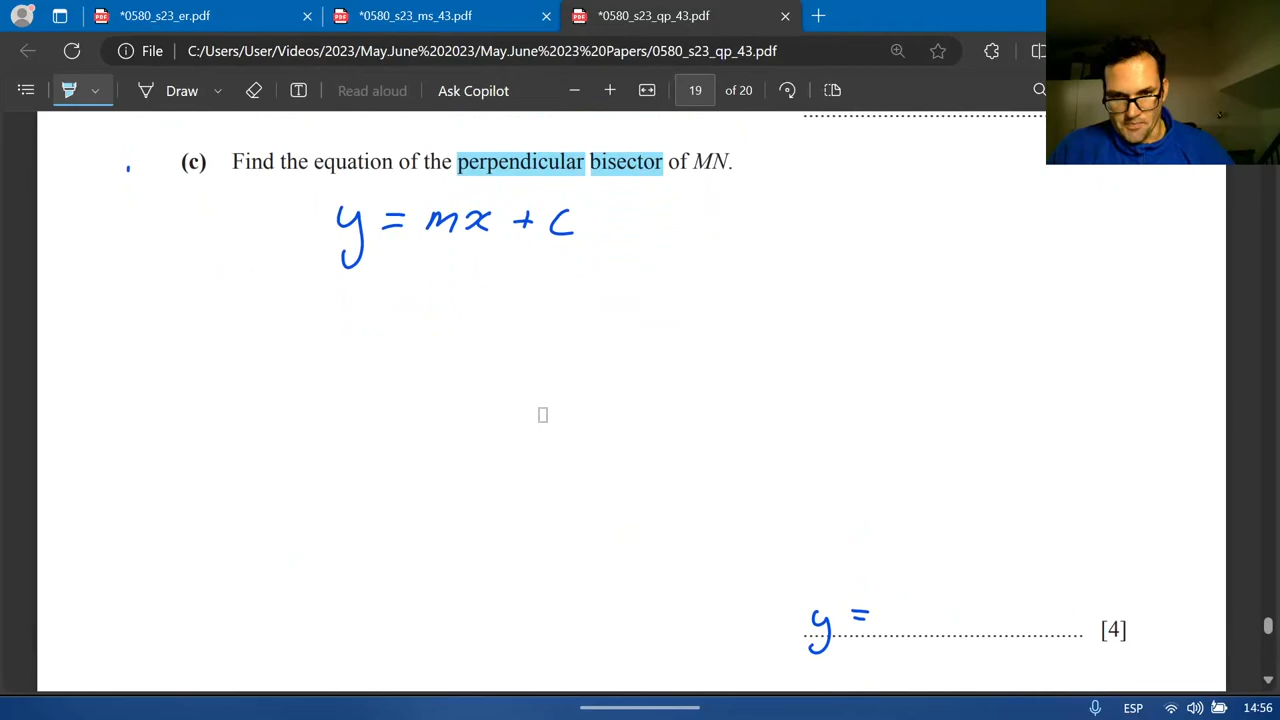 *0580_s23_er.pdf
*0580_s23_ms_43.pdf
*0580_s23_qp_43.pdf
File C:/Users/User/Videos/2023/May.June%202023/May.June%2023%20Papers/0580_s23_qp_43.pdf
Draw Read aloud Ask Copilot 19 of 20
(c) Find the equation of the perpendicular bisector of MN.
y = mx + c
y = [4]
ESP 14:56